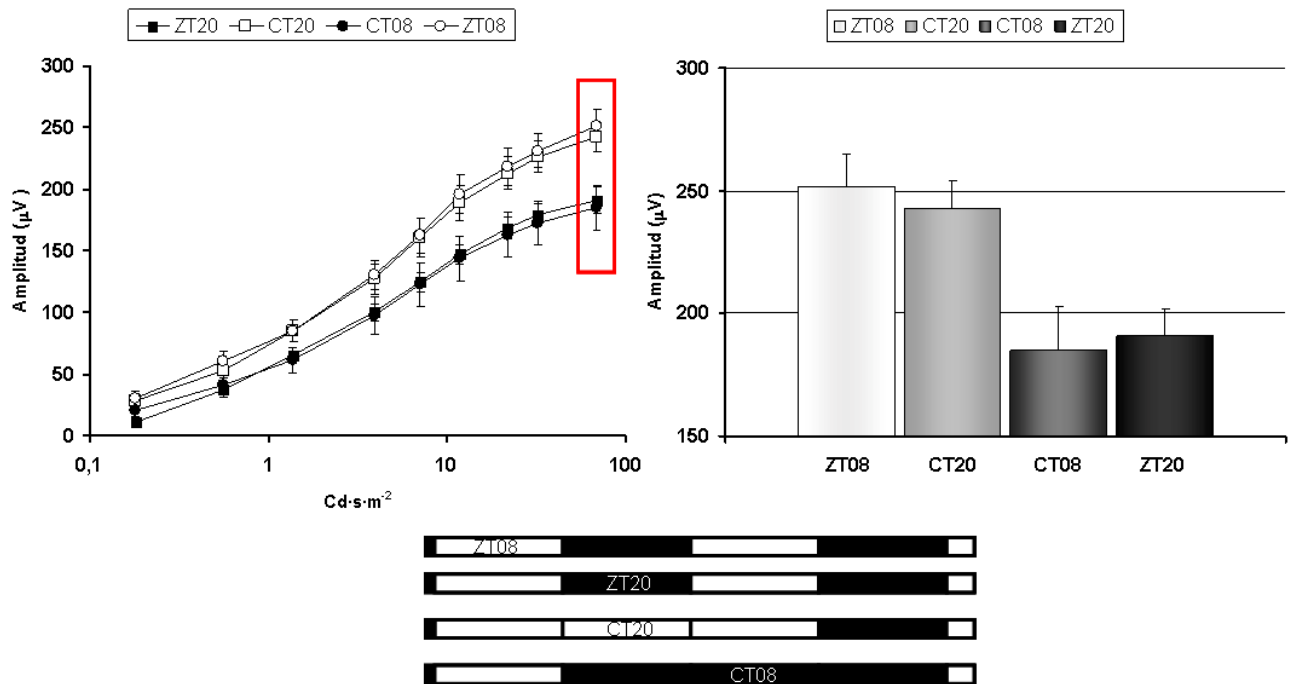 ZT20 CT20 CT08 ZT08
300
250
200
150
100
50
0
Amplitud (µV)
0,1 1 10 100
Cd·s·m⁻²
ZT08 CT20 CT08 ZT20
300
250
200
150
Amplitud (µV)
ZT08 CT20 CT08 ZT20
ZT08
ZT20
CT20
CT08